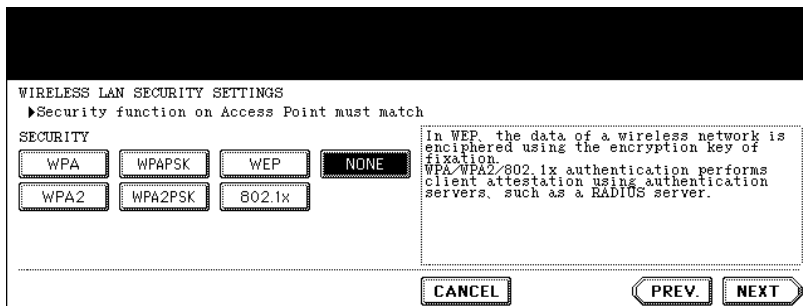 WIRELESS LAN SECURITY SETTINGS
▶Security function on Access Point must match
SECURITY
WPA WPAPSK WEP NONE
WPA2 WPA2PSK 802.1x
In WEP, the data of a wireless network is
enciphered using the encryption key of
fixation.
WPA/WPA2/802.1x authentication performs
client attestation using authentication
servers, such as a RADIUS server.
CANCEL PREV. NEXT